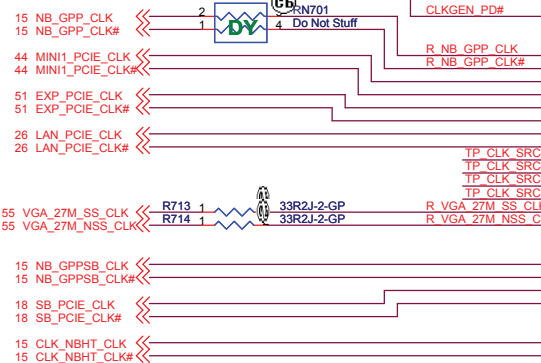 CLKGEN_PD#
15 NB_GPP_CLK 2 RN701
15 NB_GPP_CLK# 1 DY 4 Do Not Stuff
R_NB_GPP_CLK
R_NB_GPP_CLK#
44 MINI1_PCIE_CLK
44 MINI1_PCIE_CLK#
51 EXP_PCIE_CLK
51 EXP_PCIE_CLK#
26 LAN_PCIE_CLK
26 LAN_PCIE_CLK#
TP_CLK_SRC
TP_CLK_SRC
TP_CLK_SRC
TP_CLK_SRC
55 VGA_27M_SS_CLK R713 1 33R2J-2-GP R_VGA_27M_SS_CL
55 VGA_27M_NSS_CLK R714 1 33R2J-2-GP R_VGA_27M_NSS_C
15 NB_GPPSB_CLK
15 NB_GPPSB_CLK#
18 SB_PCIE_CLK
18 SB_PCIE_CLK#
15 CLK_NBHT_CLK
15 CLK_NBHT_CLK#